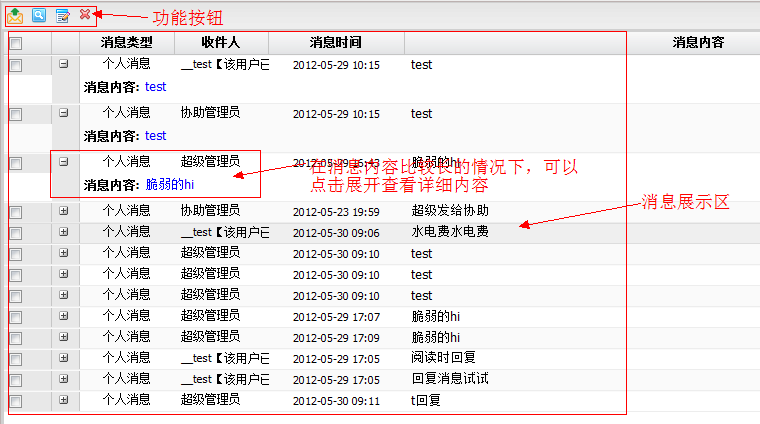 功能按钮
消息类型 收件人 消息时间 消息内容
个人消息 __test【该用户已 2012-05-29 10:15 test
消息内容: test
个人消息 协助管理员 2012-05-29 10:15 test
消息内容: test
个人消息 超级管理员 2012-05-29 16:43 脆弱的hi
消息内容: 脆弱的hi
在消息内容比较长的情况下，可以
点击展开查看详细内容
消息展示区
个人消息 协助管理员 2012-05-23 19:59 超级发给协助
个人消息 __test【该用户已 2012-05-30 09:06 水电费水电费
个人消息 超级管理员 2012-05-30 09:10 test
个人消息 超级管理员 2012-05-30 09:10 test
个人消息 超级管理员 2012-05-30 09:10 test
个人消息 超级管理员 2012-05-29 17:07 脆弱的hi
个人消息 超级管理员 2012-05-29 17:09 脆弱的hi
个人消息 __test【该用户已 2012-05-29 17:05 阅读时回复
个人消息 __test【该用户已 2012-05-29 17:05 回复消息试试
个人消息 超级管理员 2012-05-30 09:11 t回复